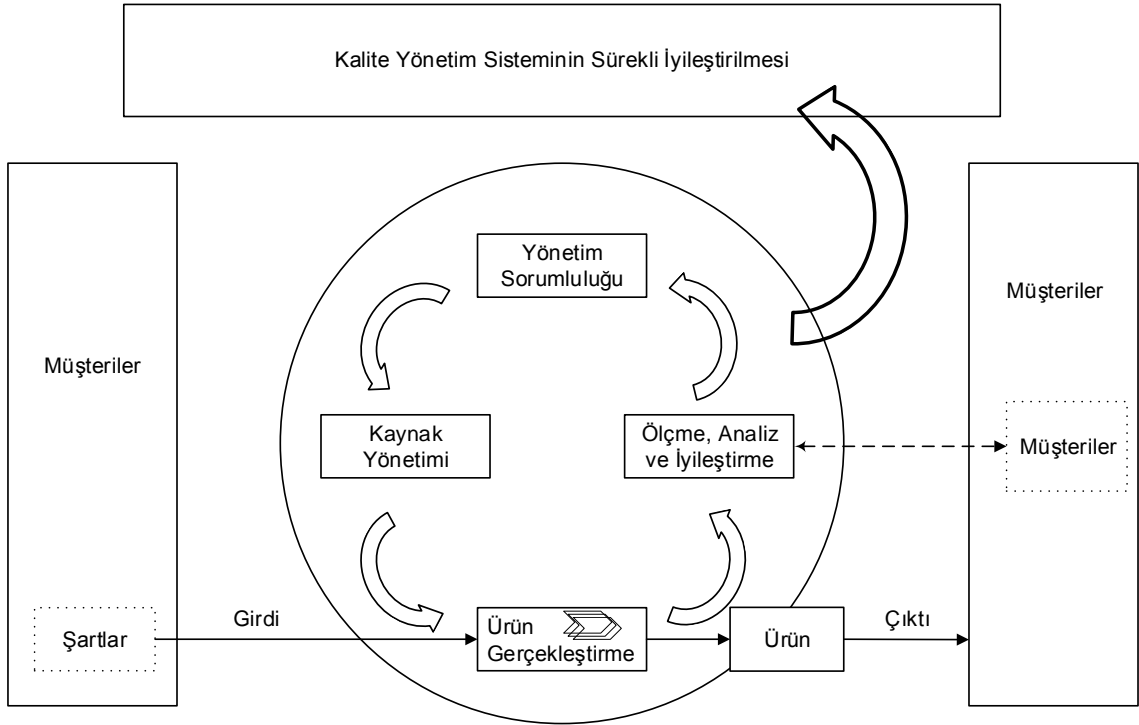 Kalite Yönetim Sisteminin Sürekli İyileştirilmesi
Müşteriler
Şartlar
Girdi
Yönetim
Sorumluluğu
Kaynak
Yönetimi
Ölçme, Analiz
ve İyileştirme
Ürün
Gerçekleştirme
Ürün
Çıktı
Müşteriler
Müşteriler